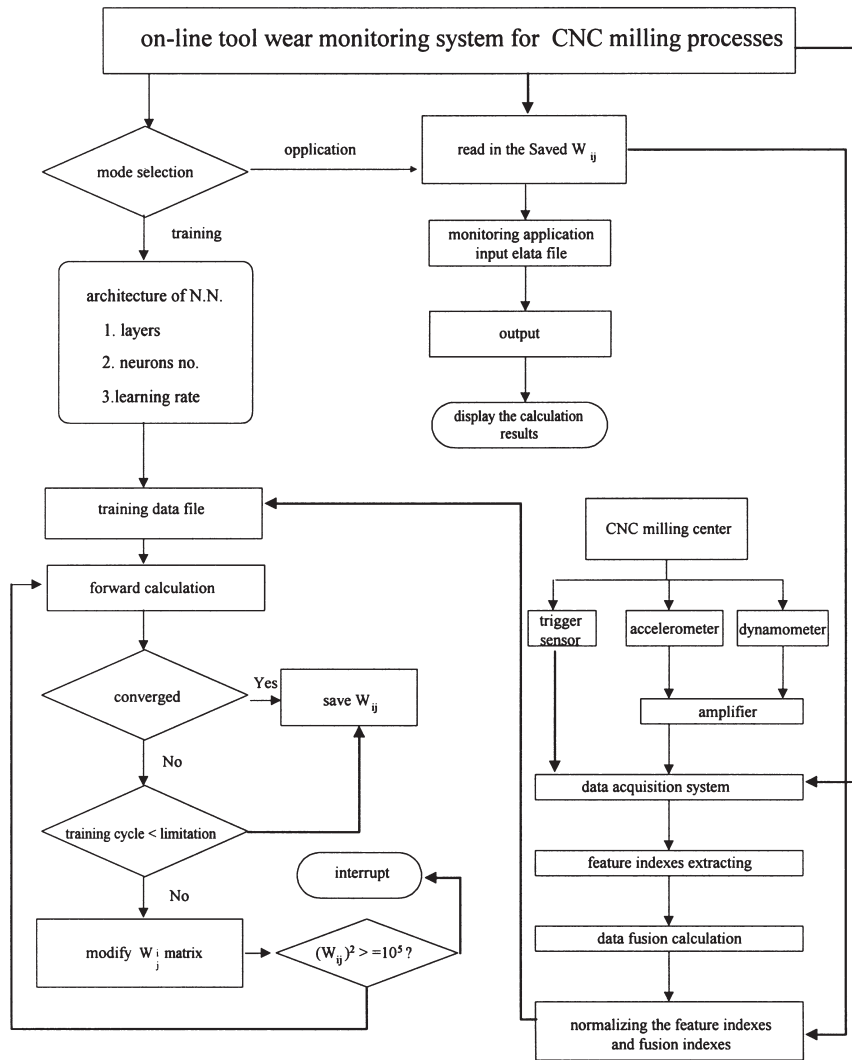 on-line tool wear monitoring system for CNC milling processes
mode selection
opplication
training
read in the Saved W ij
monitoring application
input elata file
output
display the calculation
results
architecture of N.N.
1. layers
2. neurons no.
3.learning rate
training data file
forward calculation
converged
Yes
save W ij
No
training cycle < limitation
No
modify W i j matrix
(W ij)² > =10⁵ ?
interrupt
CNC milling center
trigger
sensor
accelerometer
dynamometer
amplifier
data acquisition system
feature indexes extracting
data fusion calculation
normalizing the feature indexes
and fusion indexes